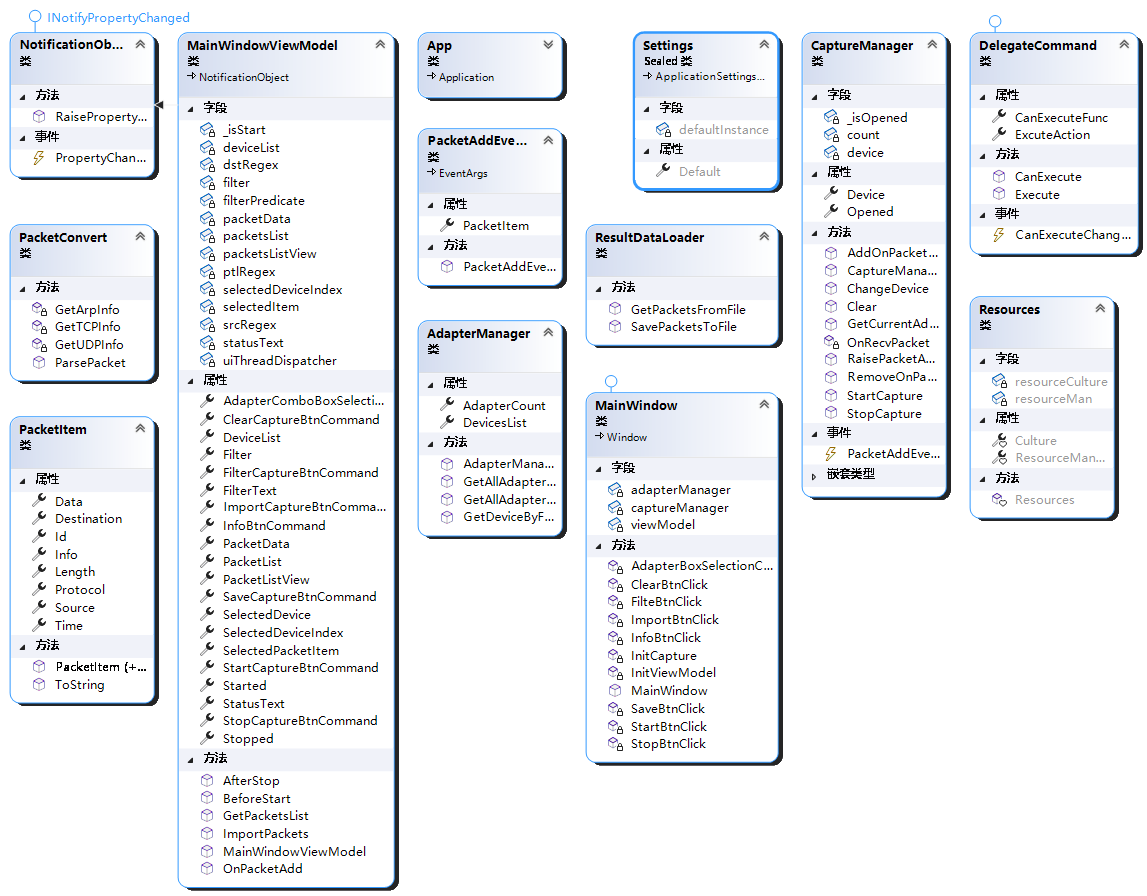 INotifyPropertyChanged
NotificationOb...
类
方法
RaiseProperty...
事件
PropertyChan...
PacketConvert
类
方法
GetArpInfo
GetTCPInfo
GetUDPInfo
ParsePacket
PacketItem
类
属性
Data
Destination
Id
Info
Length
Protocol
Source
Time
方法
PacketItem (+...
ToString
MainWindowViewModel
类
NotificationObject
字段
_isStart
deviceList
dstRegex
filter
filterPredicate
packetData
packetsList
packetsListView
ptlRegex
selectedDeviceIndex
selectedItem
srcRegex
statusText
uiThreadDispatcher
属性
AdapterComboBoxSelecti...
ClearCaptureBtnCommand
DeviceList
Filter
FilterCaptureBtnCommand
FilterText
ImportCaptureBtnComma...
InfoBtnCommand
PacketData
PacketList
PacketListView
SaveCaptureBtnCommand
SelectedDevice
SelectedDeviceIndex
SelectedPacketItem
StartCaptureBtnCommand
Started
StatusText
StopCaptureBtnCommand
Stopped
方法
AfterStop
BeforeStart
GetPacketsList
ImportPackets
MainWindowViewModel
OnPacketAdd
App
类
Application
PacketAddEve...
类
EventArgs
属性
PacketItem
方法
PacketAddEve...
AdapterManager
类
属性
AdapterCount
DevicesList
方法
AdapterMana...
GetAllAdapter...
GetAllAdapter...
GetDeviceByF...
Settings
Sealed 类
ApplicationSettings...
字段
defaultInstance
属性
Default
ResultDataLoader
类
方法
GetPacketsFromFile
SavePacketsToFile
MainWindow
类
Window
字段
adapterManager
captureManager
viewModel
方法
AdapterBoxSelectionC...
ClearBtnClick
FilteBtnClick
ImportBtnClick
InfoBtnClick
InitCapture
InitViewModel
MainWindow
SaveBtnClick
StartBtnClick
StopBtnClick
CaptureManager
类
字段
_isOpened
count
device
属性
Device
Opened
方法
AddOnPacket...
CaptureMana...
ChangeDevice
Clear
GetCurrentAd...
OnRecvPacket
RaisePacketA...
RemoveOnPa...
StartCapture
StopCapture
事件
PacketAddEve...
嵌套类型
DelegateCommand
类
属性
CanExecuteFunc
ExcuteAction
方法
CanExecute
Execute
事件
CanExecuteChang...
Resources
类
字段
resourceCulture
resourceMan
属性
Culture
ResourceMan...
方法
Resources